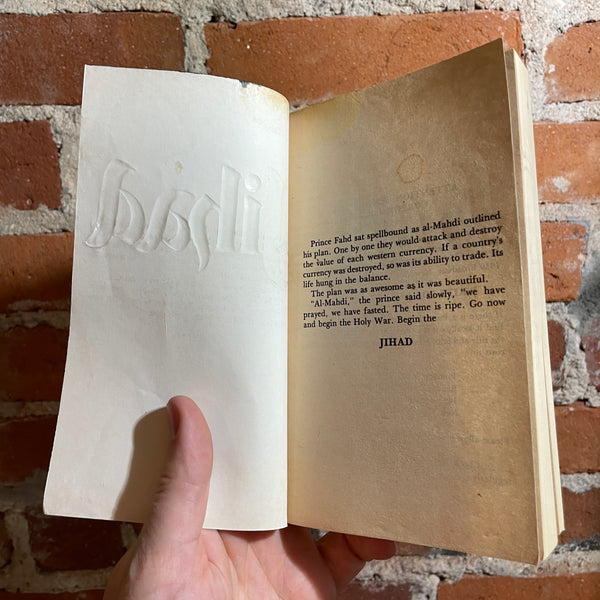 Jihad
Prince Fahd sat spellbound as al-Mahdi outlined
his plan. One by one they would attack and destroy
the value of each western currency. If a country's
currency was destroyed, so was its ability to trade. Its
life hung in the balance.
The plan was as awesome as it was beautiful.
"Al-Mahdi," the prince said slowly, "we have
prayed, we have fasted. The time is ripe. Go now
and begin the Holy War. Begin the
JIHAD